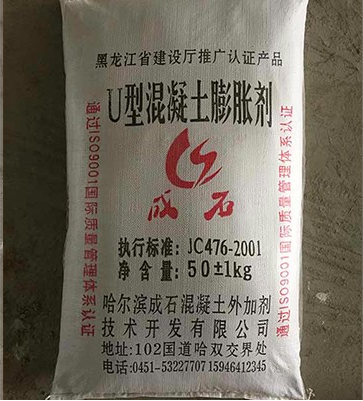 黑龙江省建设厅推广认证产品
U型混凝土膨胀剂
通过ISO9001国际质量管理体系认证
通过ISO9001国际质量管理体系认证
成石
执行标准：JC476-2001
净含量：50±1kg
哈尔滨成石混凝土外加剂
技术开发有限公司
地址:102国道哈双交界处
电话:0451-53227707 15946412345